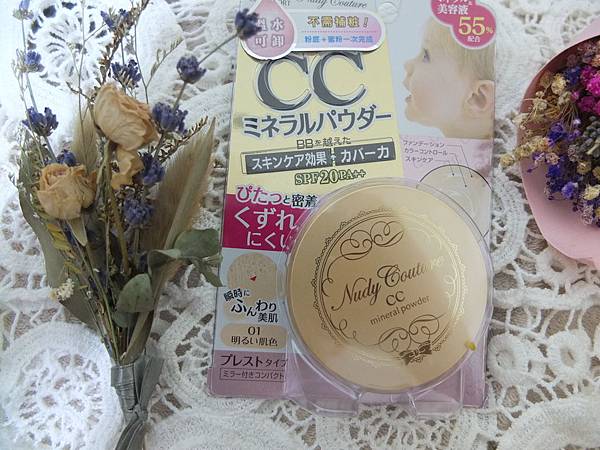 Nudy Couture
溫水
可卸
不需補粧！
粉底＋蜜粉一次完成
美容液
55%
配合
CC
ミネラルパウダー
BBを越えた
スキンケア効果
カバー力
SPF20 PA++
ファンデーション
カラーコントロール
スキンケア
ぴたっと密着
くずれ
にくい
瞬時に
ふんわり
美肌
01
明るい肌色
プレストタイプ
ミラー付きコンパクト
Nudy Couture
CC
mineral powder